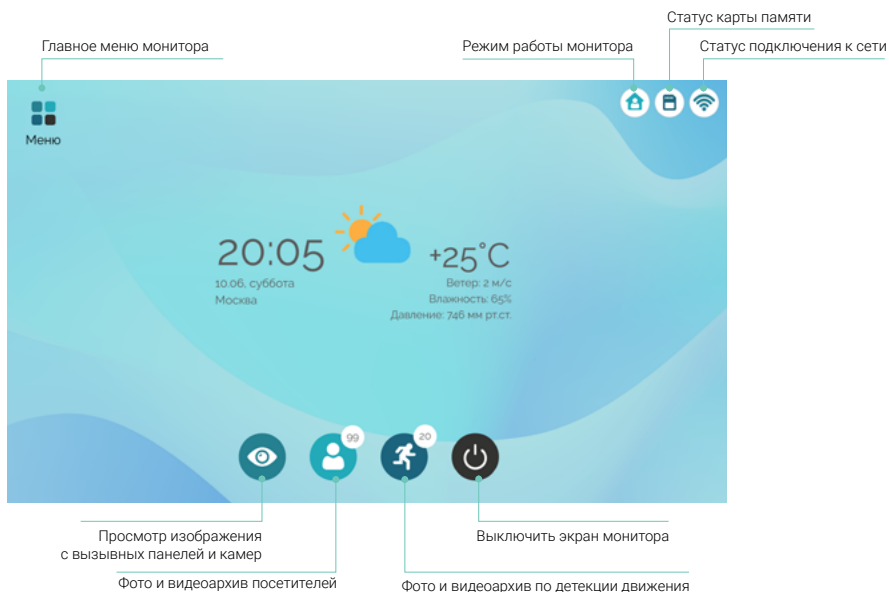 Статус карты памяти
Главное меню монитора
Режим работы монитора
Статус подключения к сети
Меню
20:05
+25°C
10.06, суббота
Ветер: 2 м/с
Москва
Влажность: 65%
Давление: 746 мм рт.ст.
99
20
Просмотр изображения
с вызывных панелей и камер
Выключить экран монитора
Фото и видеоархив посетителей
Фото и видеоархив по детекции движения